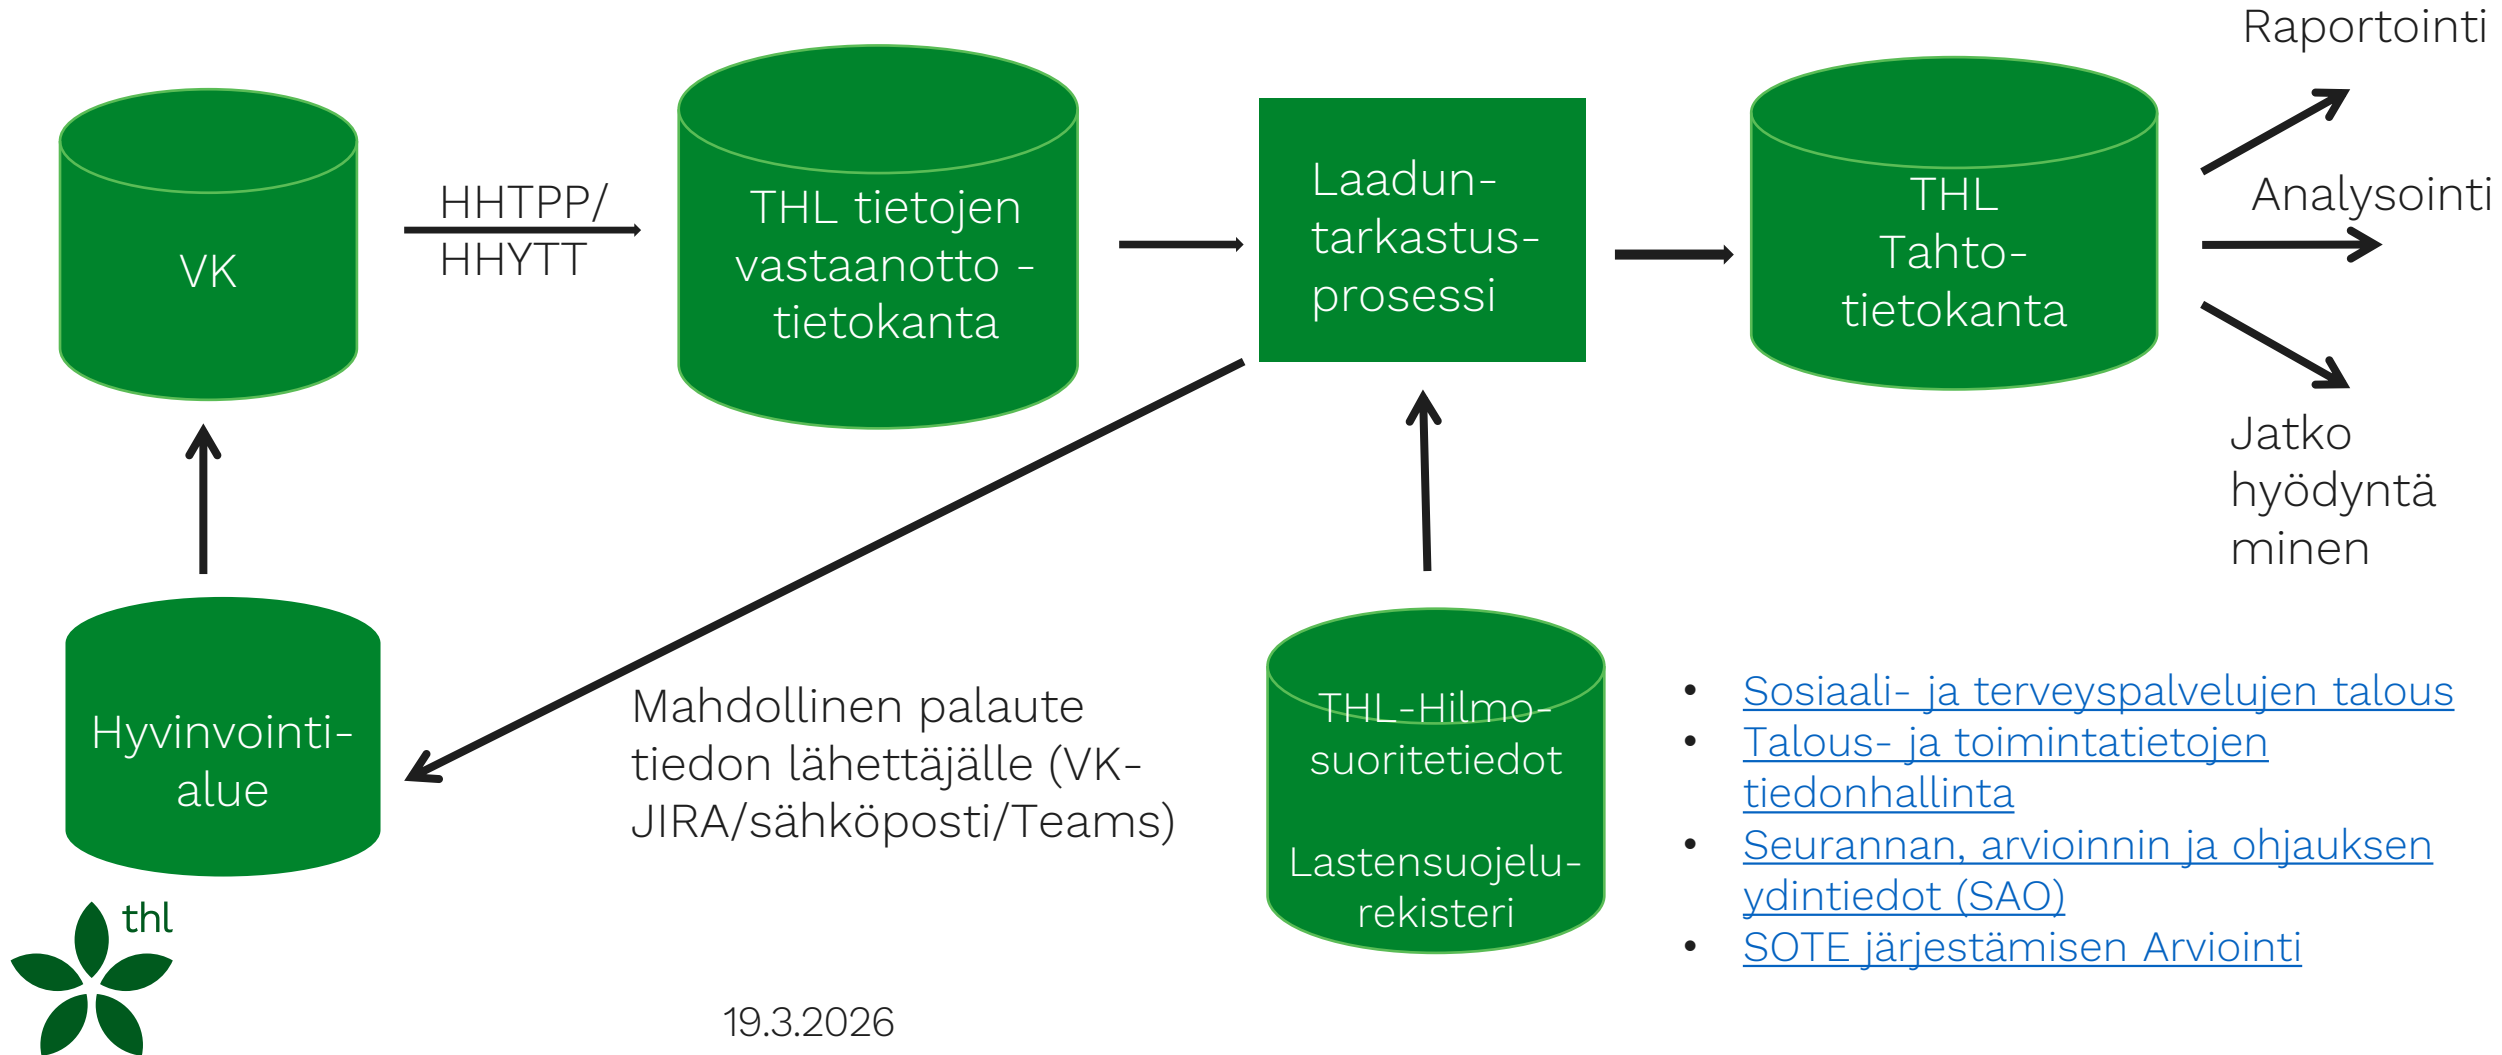 VK
HHTPP/
HHYTT
THL tietojen
vastaanotto -
tietokanta
Laadun-
tarkastus-
prosessi
THL
Tahto-
tietokanta
Raportointi
Analysointi
Jatko
hyödyntä
minen
Hyvinvointi-
alue
Mahdollinen palaute
tiedon lähettäjälle (VK-
JIRA/sähköposti/Teams)
THL-Hilmo-
suoritetiedot
Lastensuojelu-
rekisteri
• Sosiaali- ja terveyspalvelujen talous
• Talous- ja toimintatietojen
tiedonhallinta
• Seurannan, arvioinnin ja ohjauksen
ydintiedot (SAO)
• SOTE järjestämisen Arviointi
thl
19.3.2026